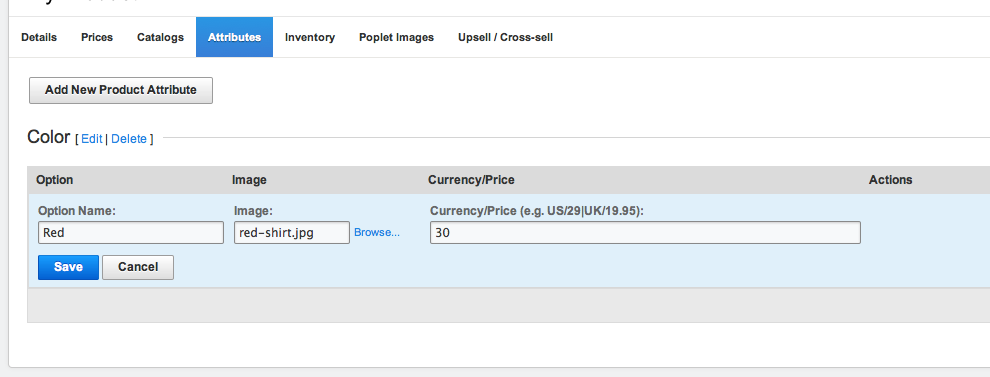 Details Prices Catalogs Attributes Inventory Poplet Images Upsell / Cross-sell
Add New Product Attribute
Color [ Edit | Delete ]
Option Image Currency/Price Actions
Option Name: Image: Currency/Price (e.g. US/29|UK/19.95):
Red red-shirt.jpg Browse... 30
Save Cancel